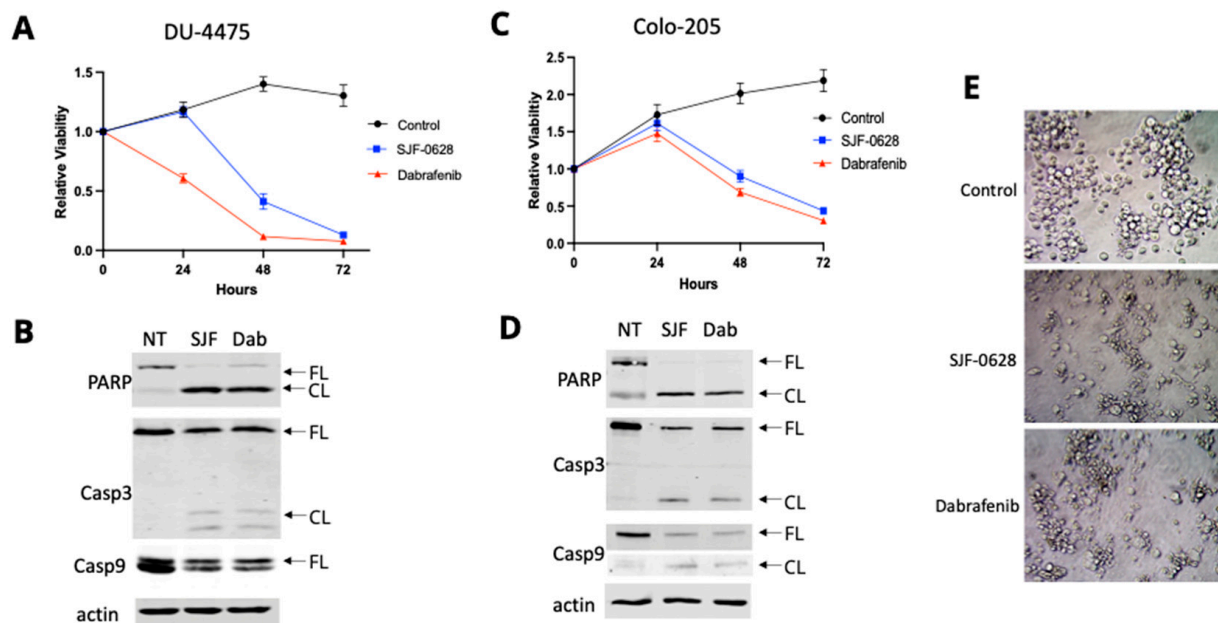 A
DU-4475
Relative Viabiltiy
1.5
1.0
0.5
0.0
0
24
48
72
Hours
Control
SJF-0628
Dabrafenib
B
NT SJF Dab
PARP
FL
CL
Casp3
FL
CL
Casp9
FL
actin
C
Colo-205
Relative Viabiltiy
2.5
2.0
1.5
1.0
0.5
0.0
0
24
48
72
Hours
Control
SJF-0628
Dabrafenib
D
NT SJF Dab
PARP
FL
CL
Casp3
FL
CL
Casp9
FL
CL
actin
E
Control
SJF-0628
Dabrafenib